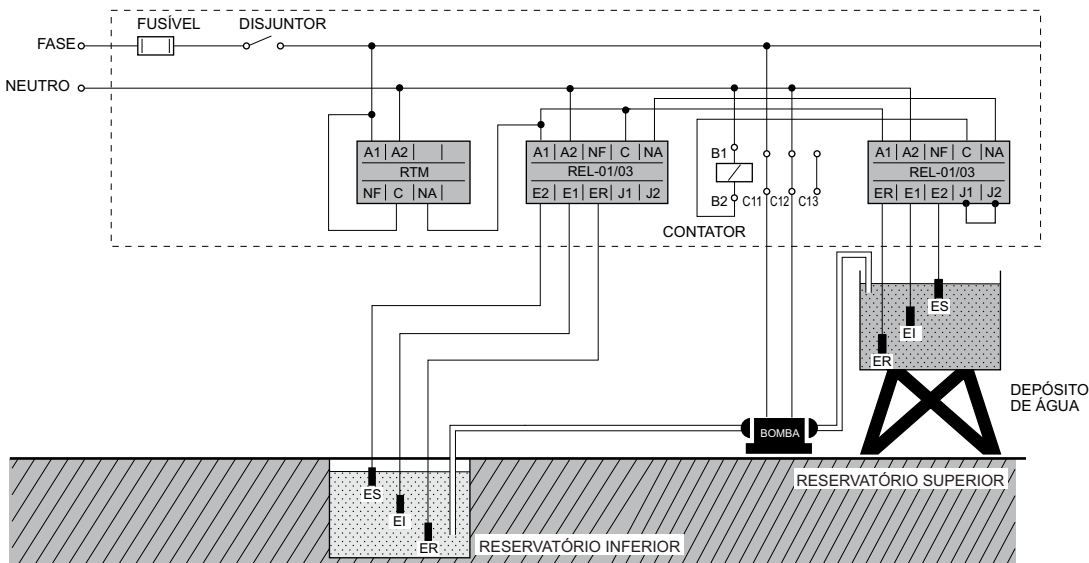 FUSÍVEL DISJUNTOR
FASE
NEUTRO
A1 A2
RTM
NF C NA
A1 A2 NF C NA
REL-01/03
E2 E1 ER J1 J2
B1
B2
C11 C12 C13
CONTATOR
A1 A2 NF C NA
REL-01/03
ER E1 E2 J1 J2
ES
EI
ER
DEPÓSITO
DE ÁGUA
BOMBA
RESERVATÓRIO SUPERIOR
ES
EI
ER
RESERVATÓRIO INFERIOR